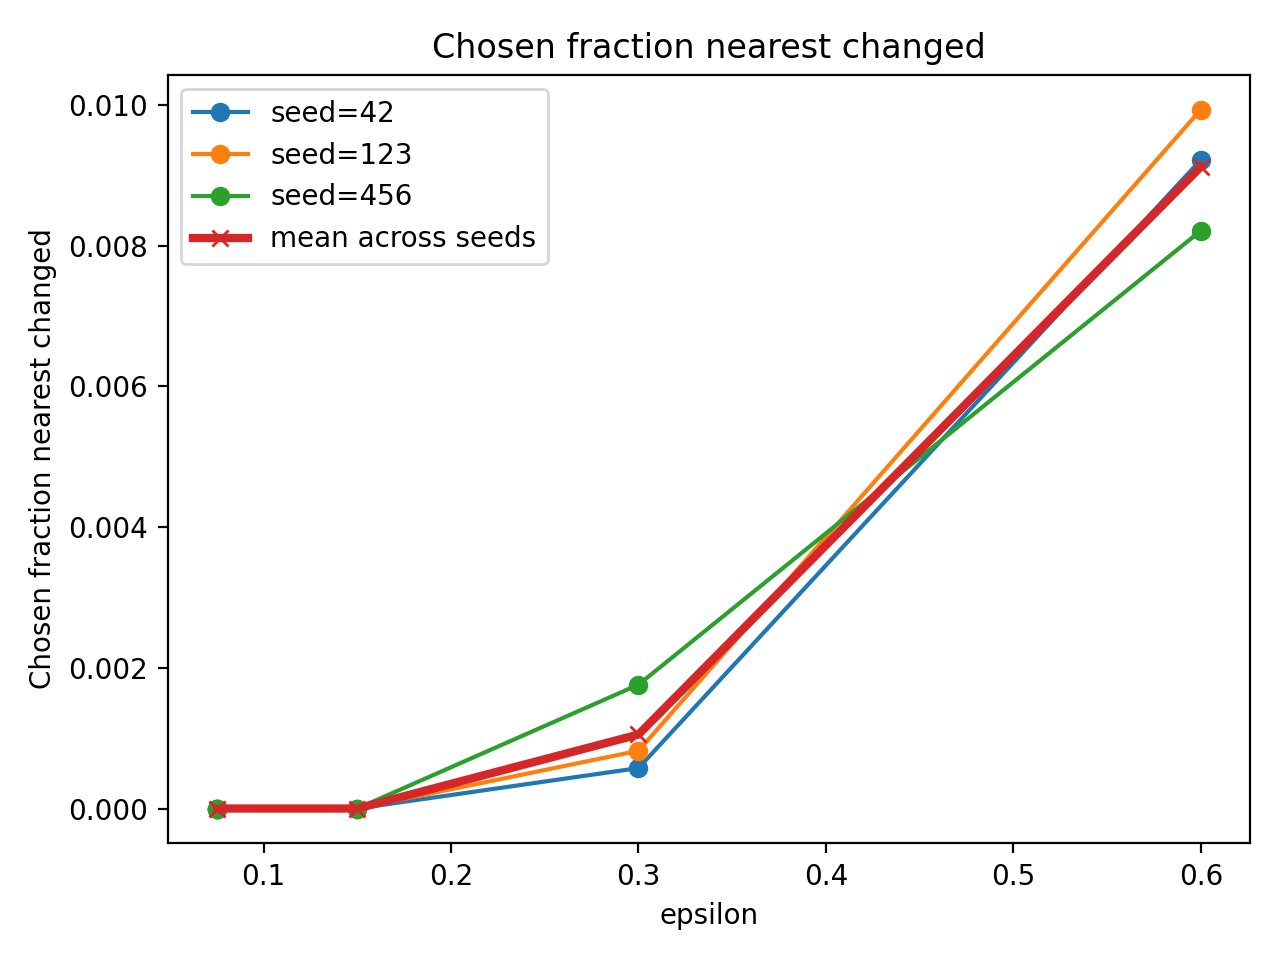 Chosen fraction nearest changed
seed=42
seed=123
seed=456
mean across seeds
Chosen fraction nearest changed
0.010
0.008
0.006
0.004
0.002
0.000
0.1 0.2 0.3 0.4 0.5 0.6
epsilon